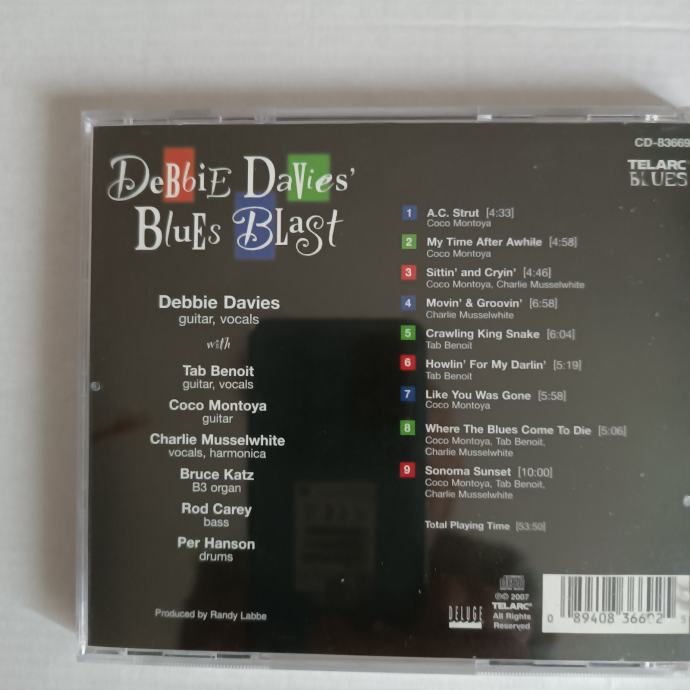 Debbie Davies'
Blues Blast
Debbie Davies
guitar, vocals
with
Tab Benoit
guitar, vocals
Coco Montoya
guitar
Charlie Musselwhite
vocals, harmonica
Bruce Katz
B3 organ
Rod Carey
bass
Per Hanson
drums
Produced by Randy Labbe
CD-83669
TELARC
BLUES
1 A.C. Strut [4:33]
Coco Montoya
2 My Time After Awhile [4:58]
Coco Montoya
3 Sittin' and Cryin' [4:46]
Coco Montoya, Charlie Musselwhite
4 Movin' & Groovin' [6:58]
Charlie Musselwhite
5 Crawling King Snake [6:04]
Tab Benoit
6 Howlin' For My Darlin' [5:19]
Tab Benoit
7 Like You Was Gone [5:58]
Coco Montoya
8 Where The Blues Come To Die [5:06]
Coco Montoya, Tab Benoit,
Charlie Musselwhite
9 Sonoma Sunset [10:00]
Coco Montoya, Tab Benoit,
Charlie Musselwhite
Total Playing Time [53:50]
DELUGE
℗© 2007
TELARC®
All Rights
Reserved
0 89408 36692 5